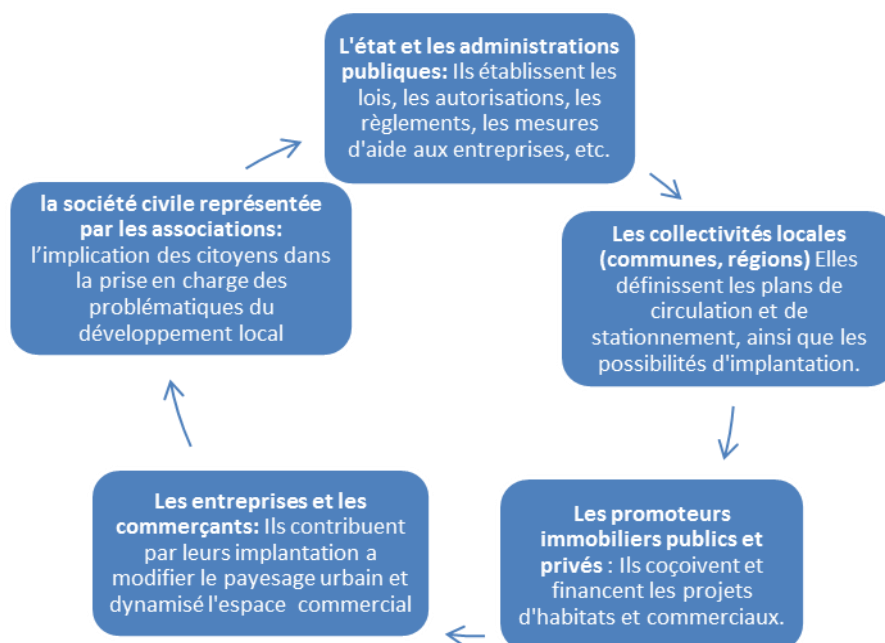 L'état et les administrations
publiques: Ils établissent les
lois, les autorisations, les
règlements, les mesures
d'aide aux entreprises, etc.
Les collectivités locales
(communes, régions) Elles
définissent les plans de
circulation et de
stationnement, ainsi que les
possibilités d'implantation.
Les promoteurs
immobiliers publics et
privés : Ils coçoivent et
financent les projets
d'habitats et commerciaux.
Les entreprises et les
commerçants: Ils contribuent
par leurs implantation a
modifier le payesage urbain et
dynamisé l'espace commercial
la société civile représentée
par les associations:
l’implication des citoyens dans
la prise en charge des
problématiques du
développement local